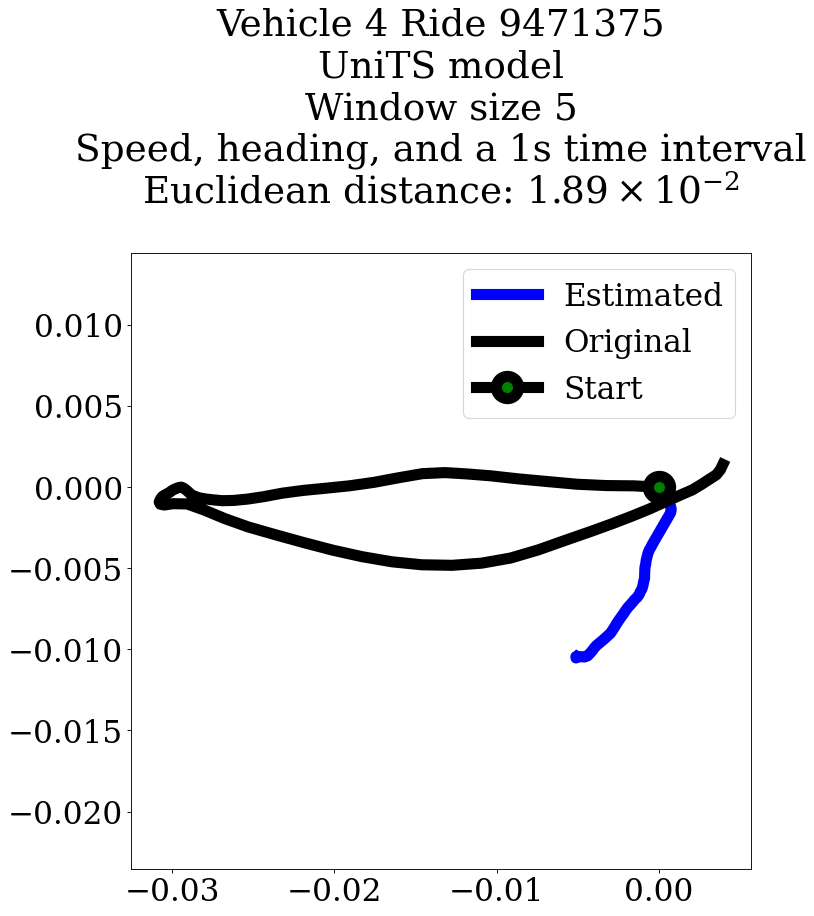 Vehicle 4 Ride 9471375
UniTS model
Window size 5
Speed, heading, and a 1s time interval
Euclidean distance: 1.89 × 10⁻²
Estimated
Original
Start
0.010
0.005
0.000
−0.005
−0.010
−0.015
−0.020
−0.03 −0.02 −0.01 0.00